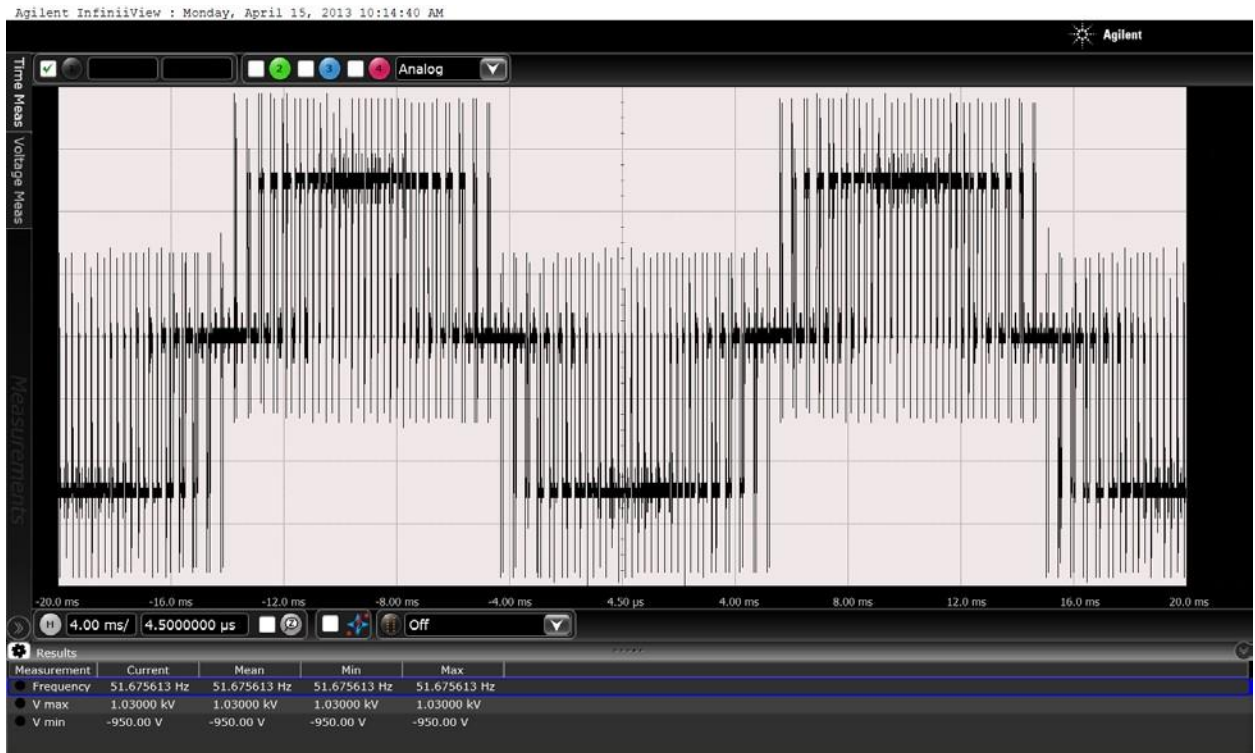 Agilent InfiniiView : Monday, April 15, 2013 10:14:40 AM
Agilent
Time Meas
Voltage Meas
Measurements
2 3 4 Analog
-20.0 ms -16.0 ms -12.0 ms -8.00 ms -4.00 ms 4.50 µs 4.00 ms 8.00 ms 12.0 ms 16.0 ms 20.0 ms
H 4.00 ms/ 4.5000000 µs Z Off
Results
Measurement Current Mean Min Max
Frequency 51.675613 Hz 51.675613 Hz 51.675613 Hz 51.675613 Hz
V max 1.03000 kV 1.03000 kV 1.03000 kV 1.03000 kV
V min -950.00 V -950.00 V -950.00 V -950.00 V